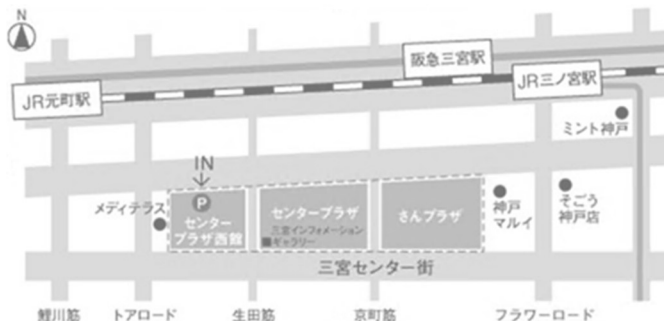 N
阪急三宮駅
JR元町駅
JR三ノ宮駅
ミント神戸
IN
P
メディテラス
センター
プラザ西館
センタープラザ
三宮インフォメーション
ギャラリー
さんプラザ
神戸
マルイ
そごう
神戸店
三宮センター街
鯉川筋
トアロード
生田筋
京町筋
フラワーロード